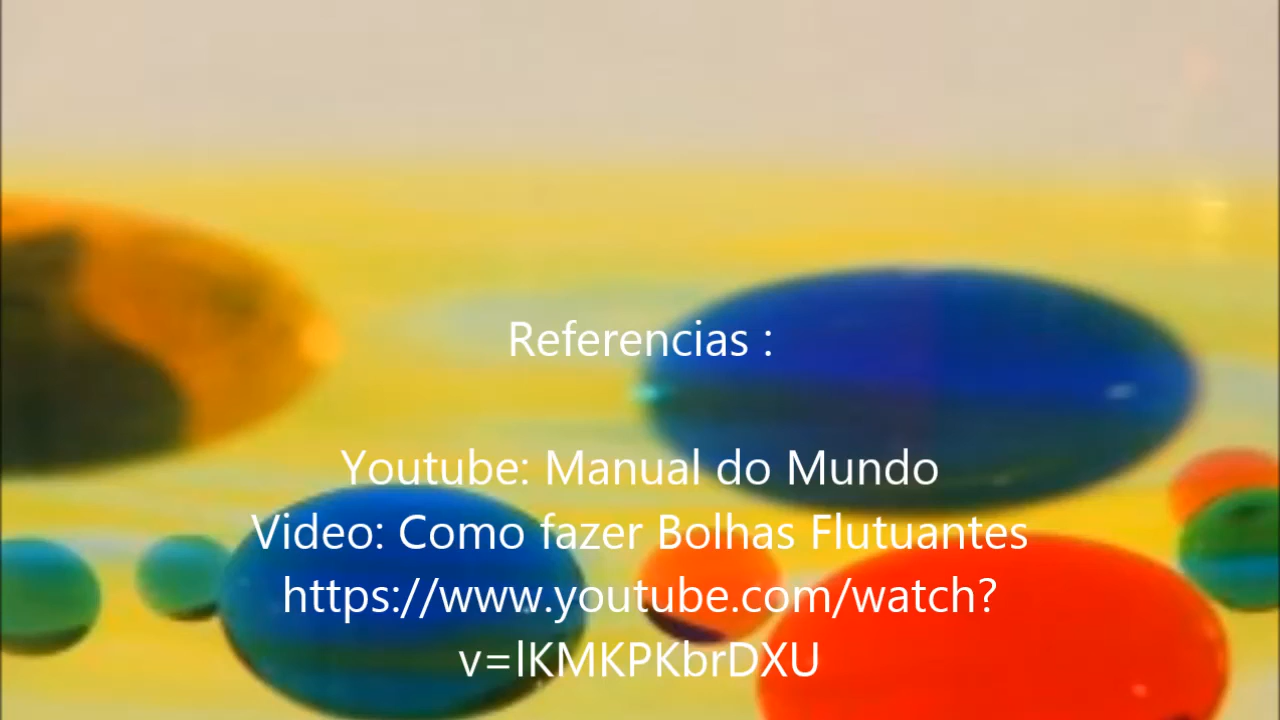 Referencias :
Youtube: Manual do Mundo
Video: Como fazer Bolhas Flutuantes
https://www.youtube.com/watch?
v=lKMKPKbrDXU